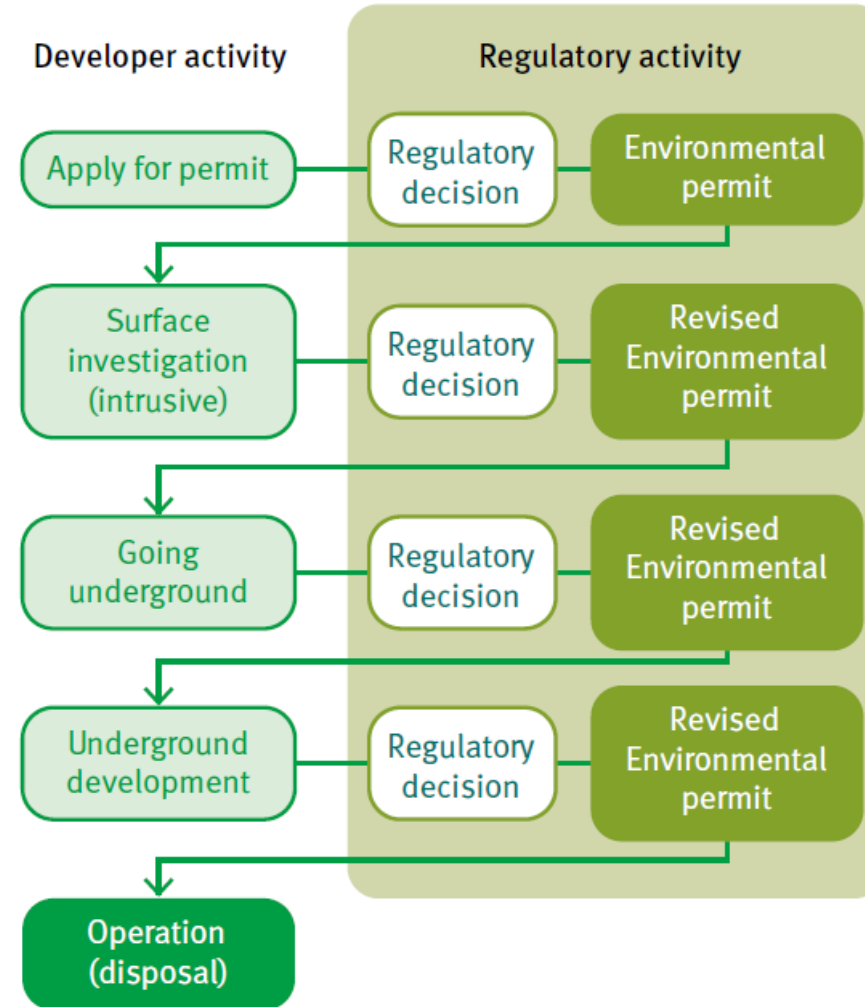 Developer activity
Regulatory activity
Apply for permit
Regulatory
decision
Environmental
permit
Surface
investigation
(intrusive)
Regulatory
decision
Revised
Environmental
permit
Going
underground
Regulatory
decision
Revised
Environmental
permit
Underground
development
Regulatory
decision
Revised
Environmental
permit
Operation
(disposal)